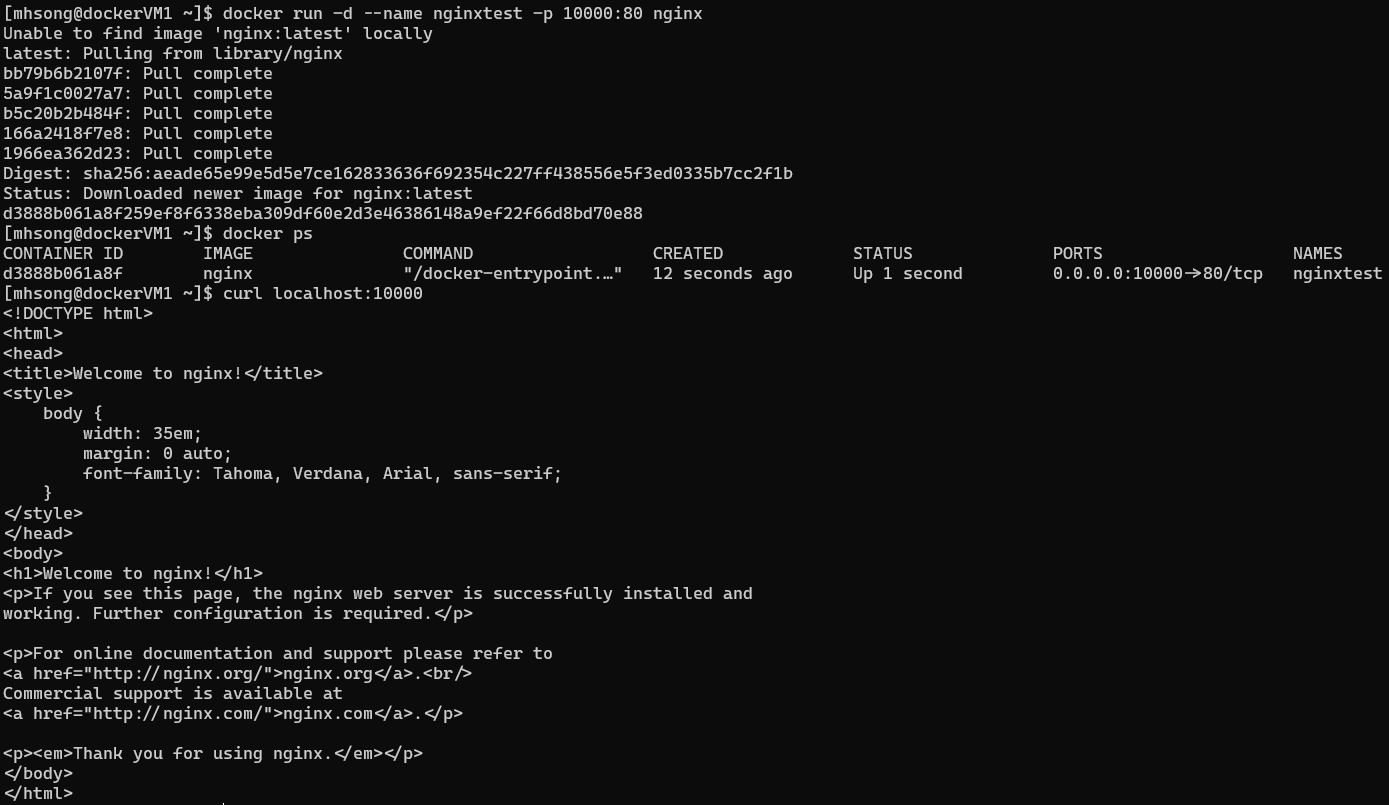 [mhsong@dockerVM1 ~]$ docker run -d --name nginxtest -p 10000:80 nginx
Unable to find image 'nginx:latest' locally
latest: Pulling from library/nginx
bb79b6b2107f: Pull complete
5a9f1c0027a7: Pull complete
b5c20b2b484f: Pull complete
166a2418f7e8: Pull complete
1966ea362d23: Pull complete
Digest: sha256:aeade65e99e5d5e7ce162833636f692354c227ff438556e5f3ed0335b7cc2f1b
Status: Downloaded newer image for nginx:latest
d3888b061a8f259ef8f6338eba309df60e2d3e46386148a9ef22f66d8bd70e88
[mhsong@dockerVM1 ~]$ docker ps
CONTAINER ID        IMAGE               COMMAND                  CREATED             STATUS              PORTS                   NAMES
d3888b061a8f        nginx               "/docker-entrypoint.…"   12 seconds ago      Up 1 second         0.0.0.0:10000->80/tcp   nginxtest
[mhsong@dockerVM1 ~]$ curl localhost:10000
<!DOCTYPE html>
<html>
<head>
<title>Welcome to nginx!</title>
<style>
    body {
        width: 35em;
        margin: 0 auto;
        font-family: Tahoma, Verdana, Arial, sans-serif;
    }
</style>
</head>
<body>
<h1>Welcome to nginx!</h1>
<p>If you see this page, the nginx web server is successfully installed and
working. Further configuration is required.</p>

<p>For online documentation and support please refer to
<a href="http://nginx.org/">nginx.org</a>.<br/>
Commercial support is available at
<a href="http://nginx.com/">nginx.com</a>.</p>

<p><em>Thank you for using nginx.</em></p>
</body>
</html>